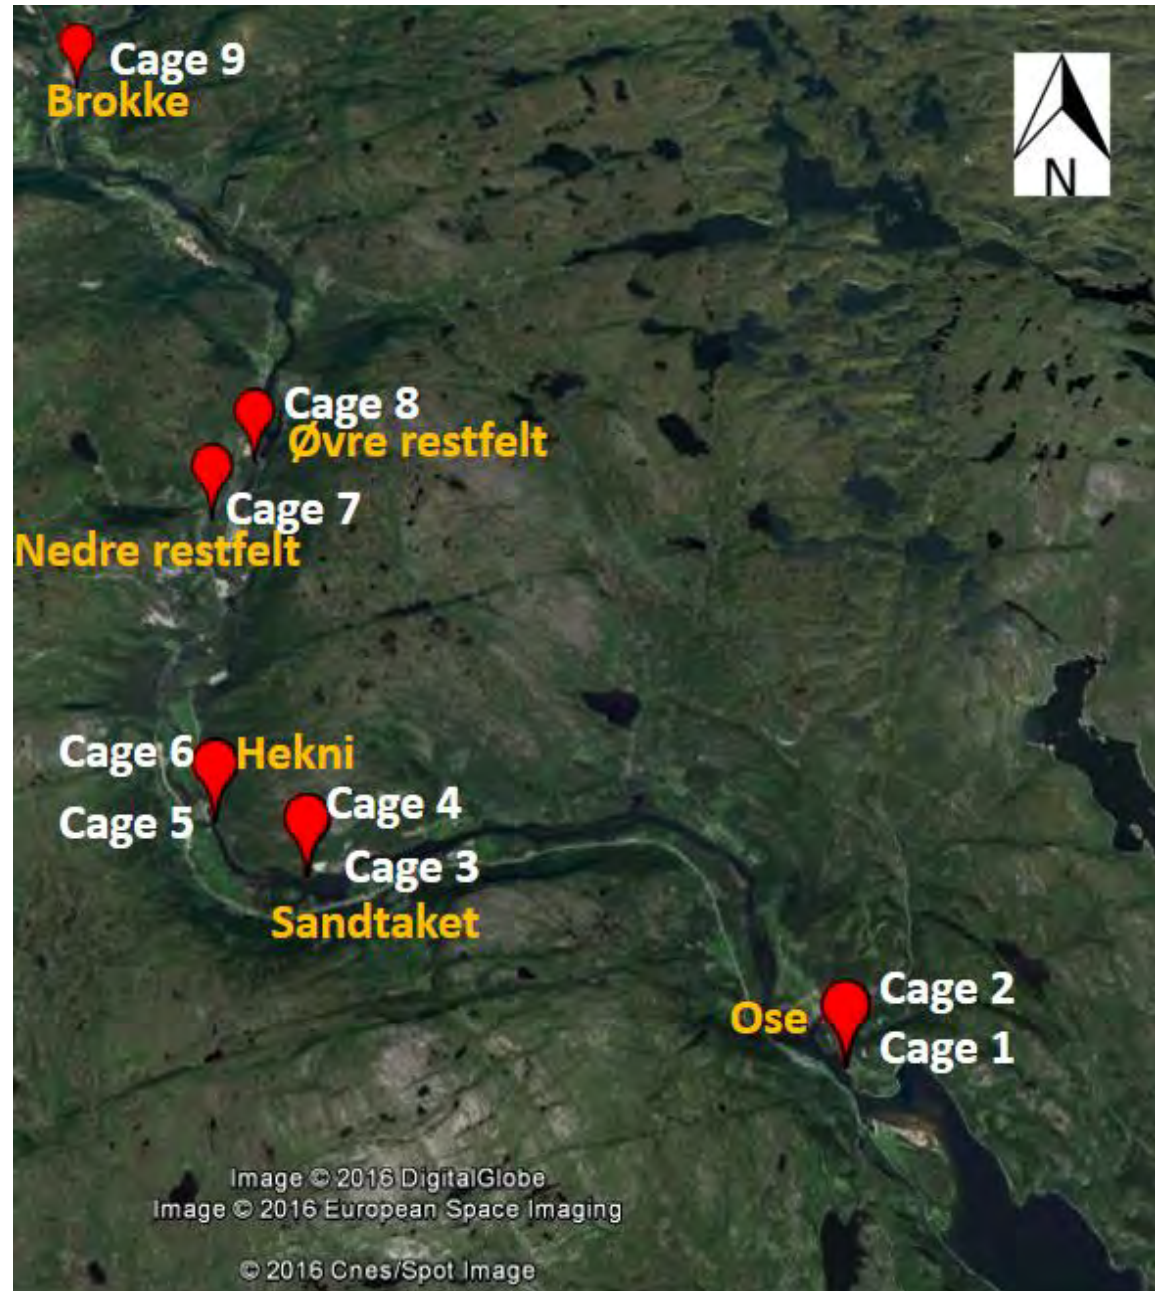 Cage 9
Brokke
N
Cage 8
Øvre restfelt
Cage 7
Nedre restfelt
Cage 6
Hekni
Cage 5
Cage 4
Cage 3
Sandtaket
Cage 2
Ose
Cage 1
Image © 2016 DigitalGlobe
Image © 2016 European Space Imaging
© 2016 Cnes/Spot Image